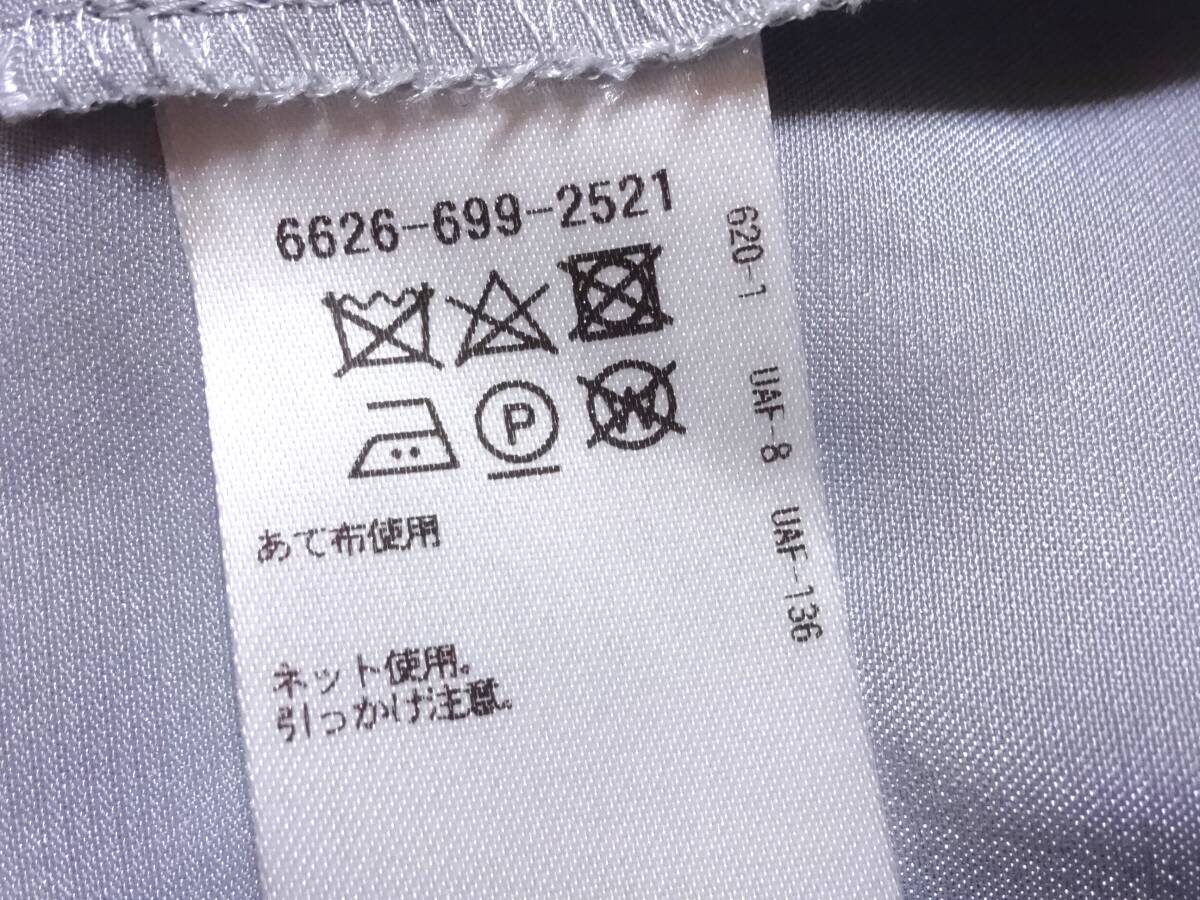 6626-699-2521
P
W
あて布使用
ネット使用。
引っかけ注意。
620-1 UAF-8 UAF-136